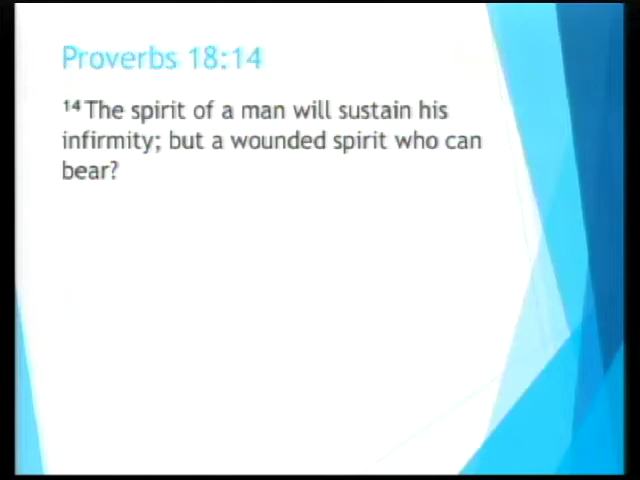 Proverbs 18:14
14 The spirit of a man will sustain his
infirmity; but a wounded spirit who can
bear?